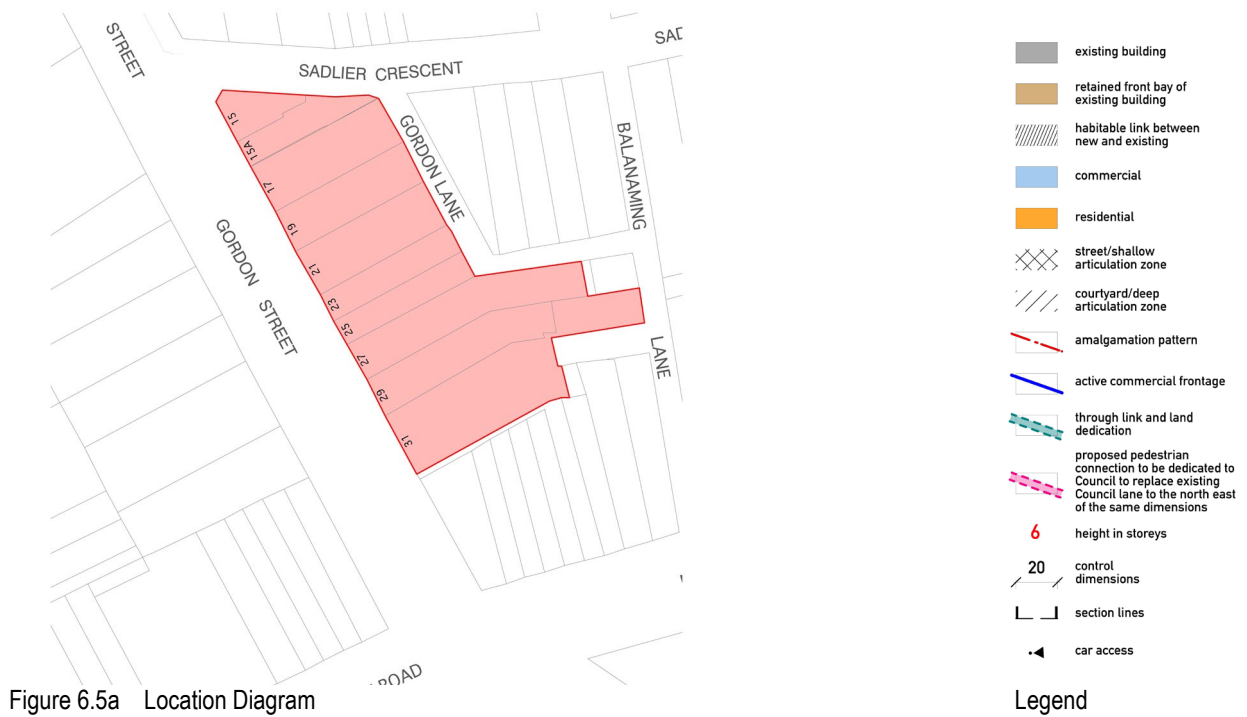 STREET
SADLIER CRESCENT
SAD
GORDON LANE
BALANAMING
LANE
GORDON STREET
15
15A
17
19
21
23
25
27
29
31
ROAD
existing building
retained front bay of
existing building
habitable link between
new and existing
commercial
residential
street/shallow
articulation zone
courtyard/deep
articulation zone
amalgamation pattern
active commercial frontage
through link and land
dedication
proposed pedestrian
connection to be dedicated to
Council to replace existing
Council lane to the north east
of the same dimensions
6
height in storeys
20
control
dimensions
section lines
car access
Figure 6.5a Location Diagram
Legend